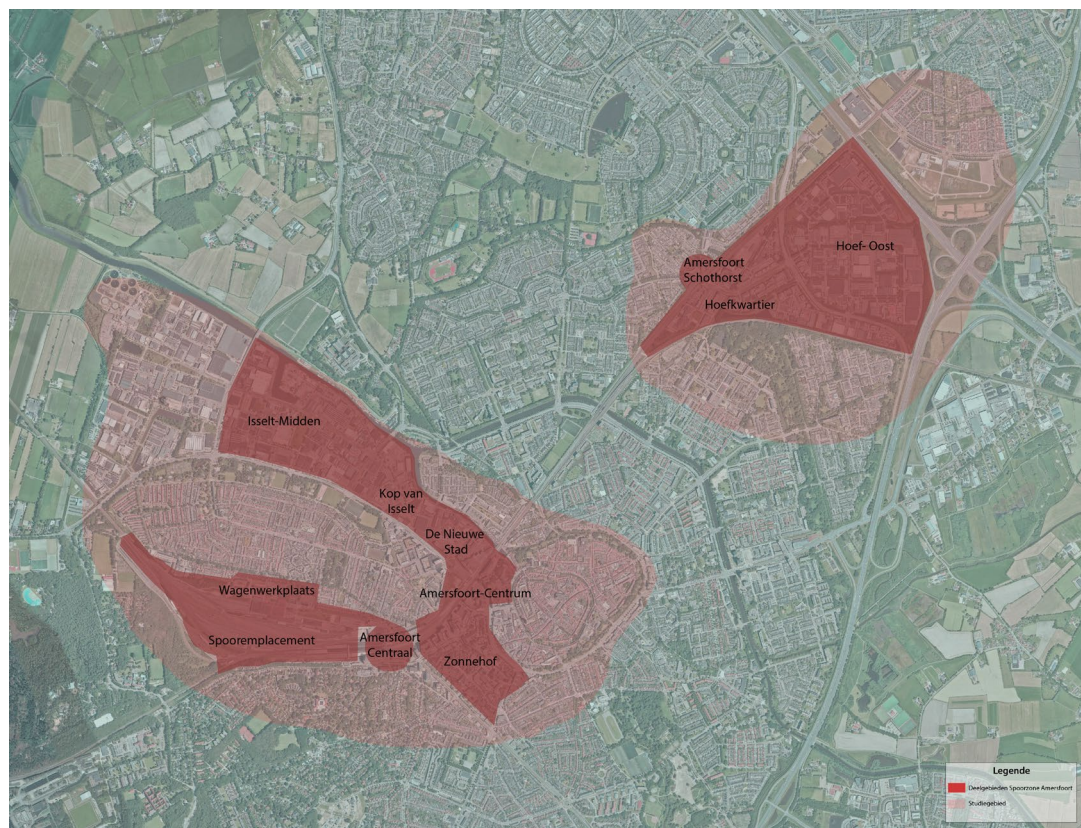 Hoef- Oost
Amersfoort
Schothorst
Hoefkwartier
Isselt-Midden
Kop van
Isselt
De Nieuwe
Stad
Wagenwerkplaats
Amersfoort-Centrum
Spooremplacement
Amersfoort
Centraal
Zonnehof
Legende
Deelgebieden Spoorzone Amersfoort
Studiegebied